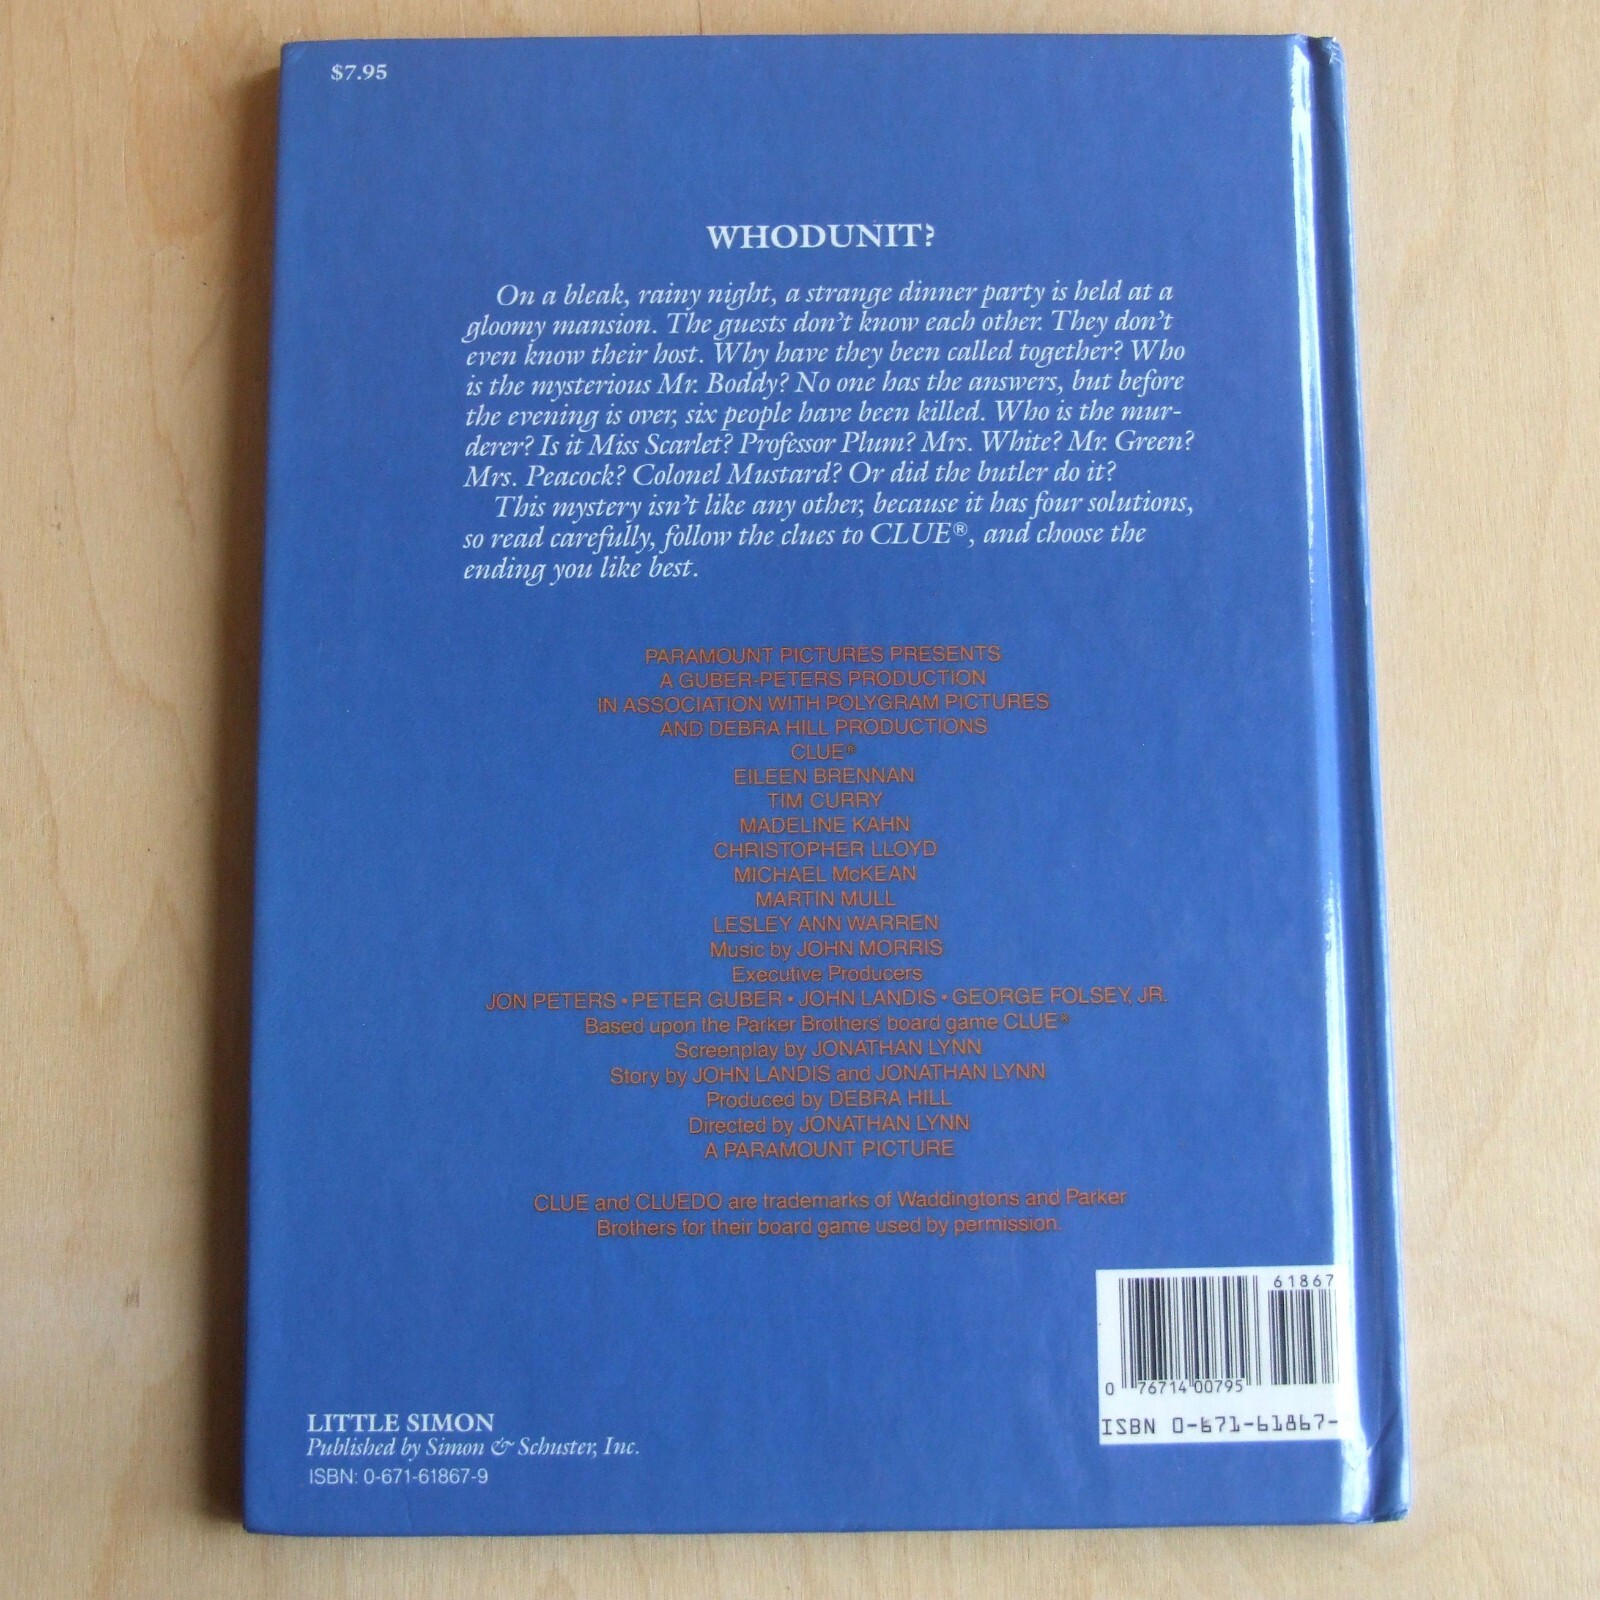 $7.95
WHODUNIT?
On a bleak, rainy night, a strange dinner party is held at a
gloomy mansion. The guests don't know each other. They don't
even know their host. Why have they been called together? Who
is the mysterious Mr. Boddy? No one has the answers, but before
the evening is over, six people have been killed. Who is the mur-
derer? Is it Miss Scarlet? Professor Plum? Mrs. White? Mr. Green?
Mrs. Peacock? Colonel Mustard? Or did the butler do it?
This mystery isn't like any other, because it has four solutions,
so read carefully, follow the clues to CLUE®, and choose the
ending you like best.
PARAMOUNT PICTURES PRESENTS
A GUBER-PETERS PRODUCTION
IN ASSOCIATION WITH POLYGRAM PICTURES
AND DEBRA HILL PRODUCTIONS
CLUE®
EILEEN BRENNAN
TIM CURRY
MADELINE KAHN
CHRISTOPHER LLOYD
MICHAEL McKEAN
MARTIN MULL
LESLEY ANN WARREN
Music by JOHN MORRIS
Executive Producers
JON PETERS • PETER GUBER • JOHN LANDIS • GEORGE FOLSEY, JR.
Based upon the Parker Brothers' board game CLUE®
Screenplay by JONATHAN LYNN
Story by JOHN LANDIS and JONATHAN LYNN
Produced by DEBRA HILL
Directed by JONATHAN LYNN
A PARAMOUNT PICTURE
CLUE and CLUEDO are trademarks of Waddingtons and Parker
Brothers for their board game used by permission.
61867
0 76714 00795
ISBN 0-671-61867-
LITTLE SIMON
Published by Simon & Schuster, Inc.
ISBN: 0-671-61867-9